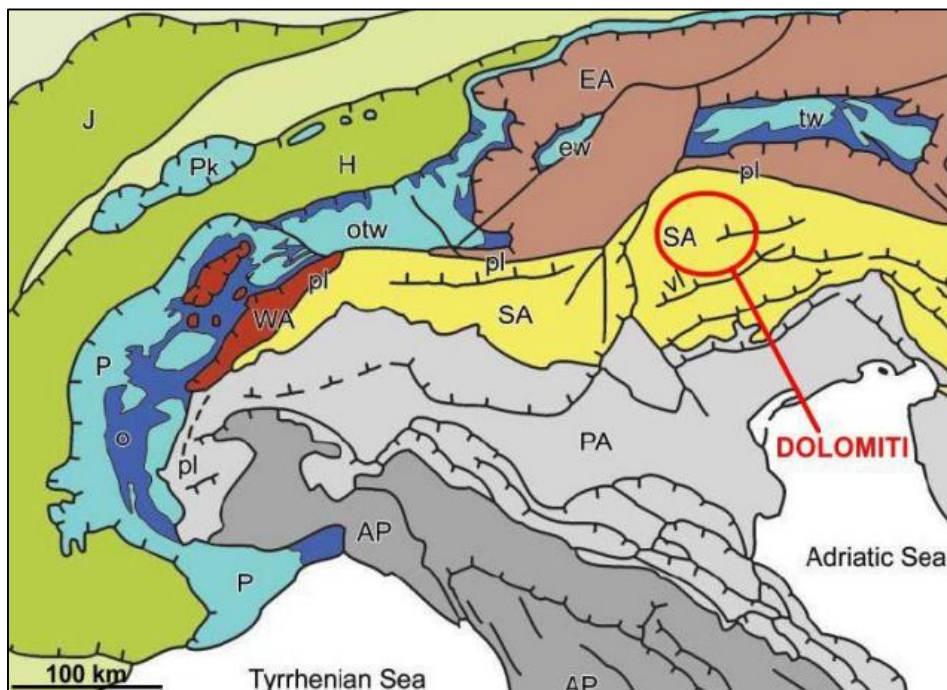 EA
J
tw
ew
Pk
H
pl
otw
SA
pl
pl
vl
WA
SA
P
o
PA
DOLOMITI
pl
AP
Adriatic Sea
P
100 km
Tyrrhenian Sea
AP